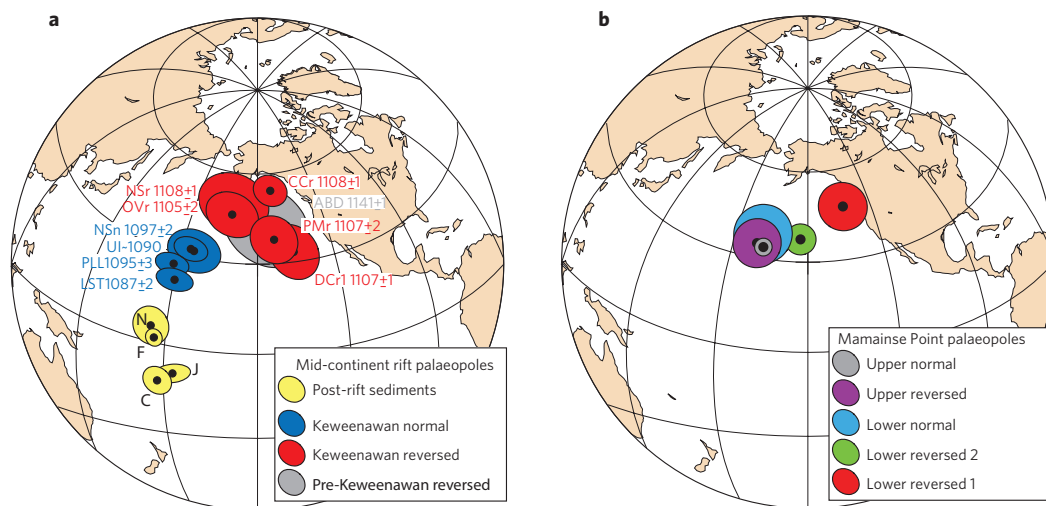 a
NSr 1108±1
OVr 1105±2
CCr 1108±1
ABD 1141±1
PMr 1107±2
DCr1 1107±1
NSn 1097±2
UI-1090
PLL1095±3
LST1087±2
N
F
J
C
Mid-continent rift palaeopoles
Post-rift sediments
Keweenawan normal
Keweenawan reversed
Pre-Keweenawan reversed
b
Mamainse Point palaeopoles
Upper normal
Upper reversed
Lower normal
Lower reversed 2
Lower reversed 1